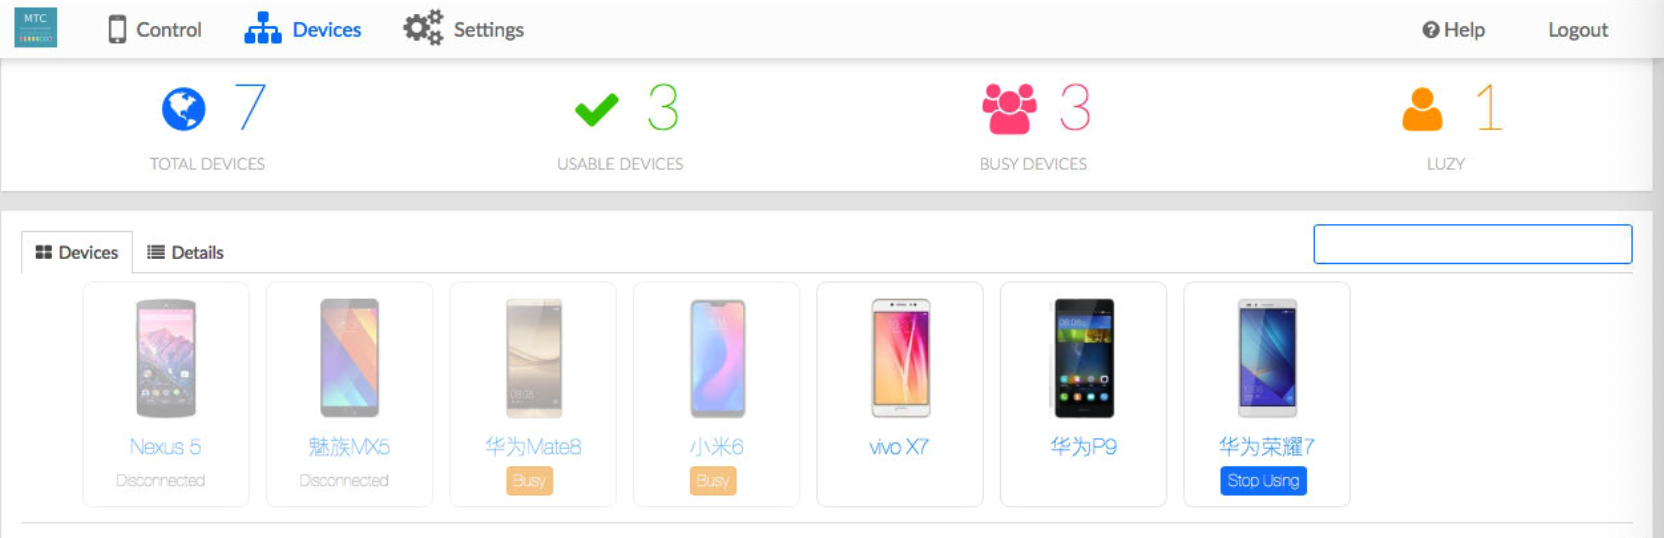 MTC
Control
Devices
Settings
Help
Logout
7
TOTAL DEVICES
3
USABLE DEVICES
3
BUSY DEVICES
1
LUZY
Devices
Details
Nexus 5
Disconnected
魅族MX5
Disconnected
华为Mate8
Busy
小米6
Busy
vivo X7
华为P9
华为荣耀7
Stop Using